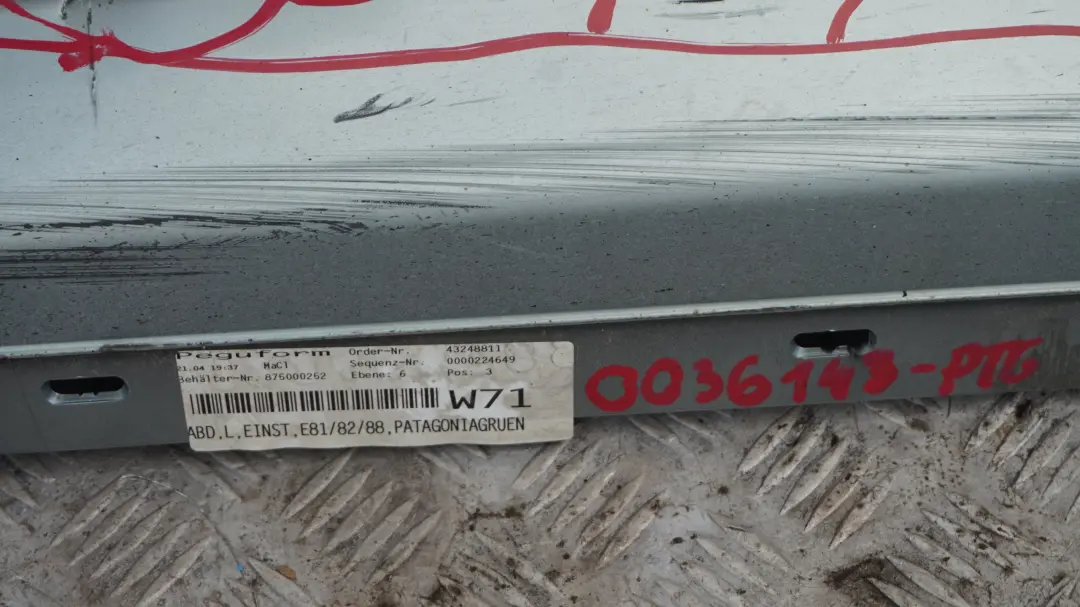 Peguform Order-Nr. 43248811
21.04 19:37 MaC1 Sequenz-Nr. 0000224649
Behälter-Nr. 875000252 Ebene: 6 Pos: 3
W71
ABD,L,EINST,E81/82/88,PATAGONIAGRUEN
0036143-PTG